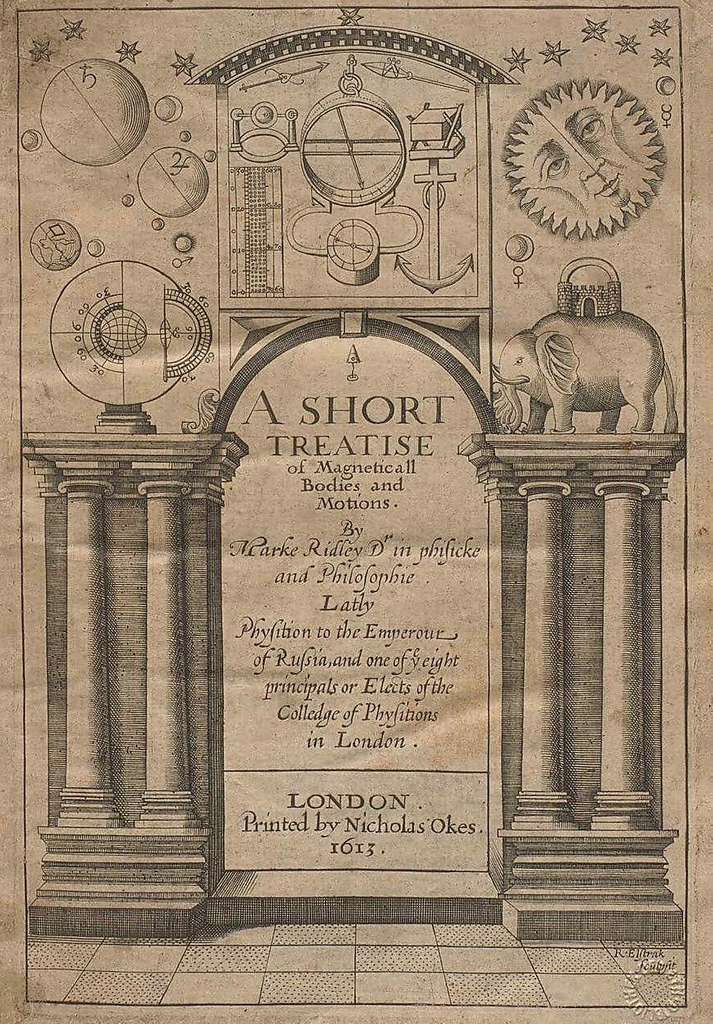 A SHORT
TREATISE
of Magneticall
Bodies and
Motions.
By
Marke Ridley Dr in phiſicke
and Philoſophie.
Latly
Phyſition to the Emperour
of Ruſsia, and one of ye eight
principals or Elects of the
Colledge of Phyſitions
in London.
LONDON.
Printed by Nicholas Okes.
1613.
R. Elſtrak
ſculpſit